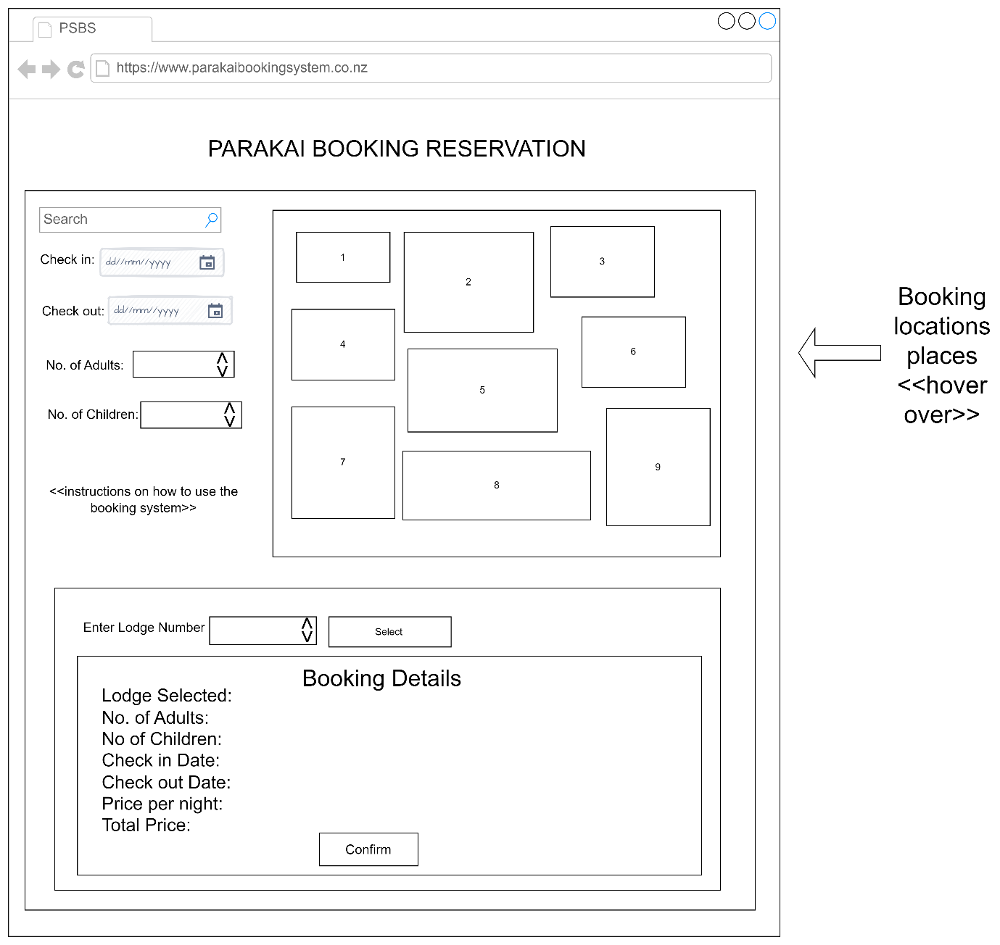 PSBS
https://www.parakaibookingsystem.co.nz
PARAKAI BOOKING RESERVATION
Search
Check in: dd//mm//yyyy
Check out: dd//mm//yyyy
No. of Adults:
No. of Children:
<<instructions on how to use the
booking system>>
1
2
3
4
5
6
7
8
9
Booking
locations
places
<<hover
over>>
Enter Lodge Number
Select
Booking Details
Lodge Selected:
No. of Adults:
No of Children:
Check in Date:
Check out Date:
Price per night:
Total Price:
Confirm